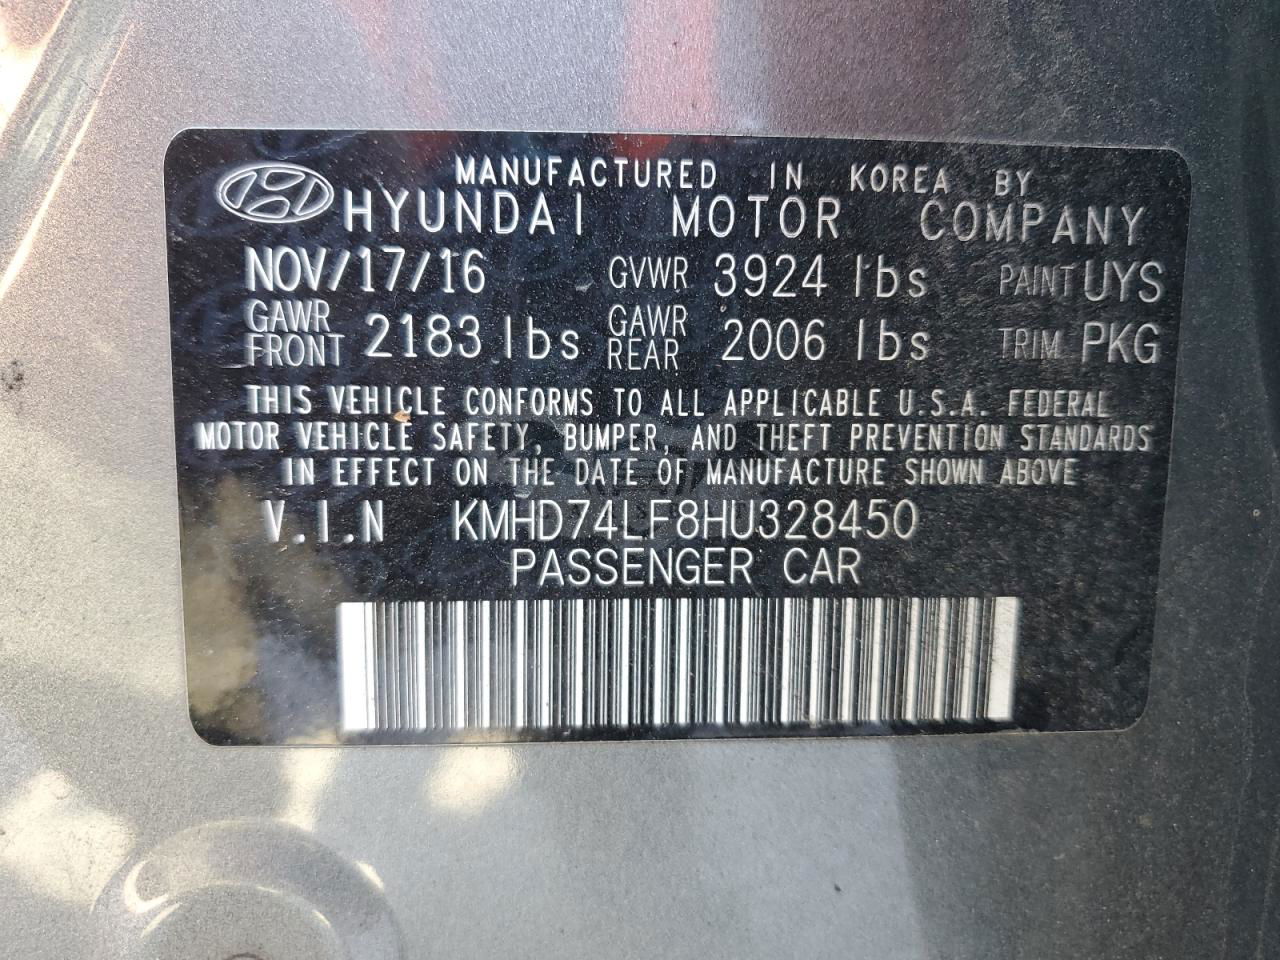 MANUFACTURED IN KOREA BY
HYUNDAI MOTOR COMPANY
NOV/17/16 GVWR 3924 lbs PAINT UYS
GAWR FRONT 2183 lbs GAWR REAR 2006 lbs TRIM PKG
THIS VEHICLE CONFORMS TO ALL APPLICABLE U.S.A. FEDERAL
MOTOR VEHICLE SAFETY, BUMPER, AND THEFT PREVENTION STANDARDS
IN EFFECT ON THE DATE OF MANUFACTURE SHOWN ABOVE
V.I.N KMHD74LF8HU328450
PASSENGER CAR